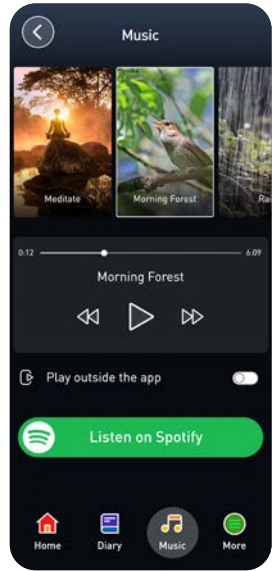 Music
Meditate
Morning Forest
Ra
0:12
6:09
Morning Forest
Play outside the app
Listen on Spotify
Home
Diary
Music
More